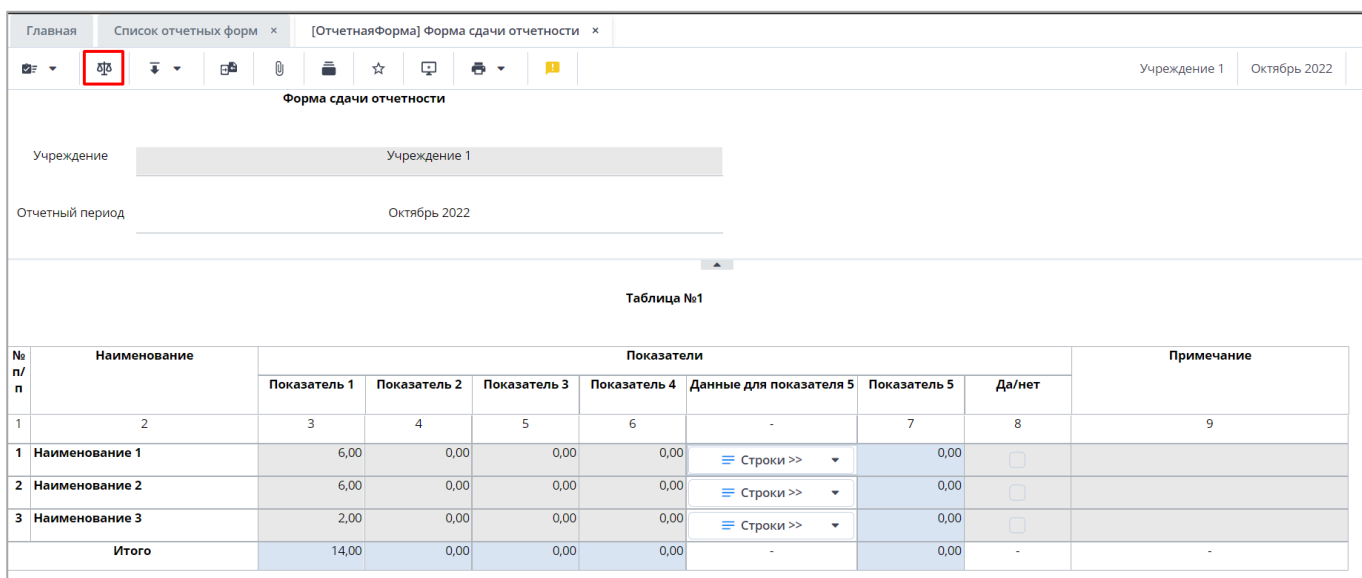 Главная Список отчетных форм × [ОтчетнаяФорма] Форма сдачи отчетности ×
Учреждение 1 Октябрь 2022
Форма сдачи отчетности
Учреждение Учреждение 1
Отчетный период Октябрь 2022
Таблица №1
№ п/п Наименование Показатели Примечание
Показатель 1 Показатель 2 Показатель 3 Показатель 4 Данные для показателя 5 Показатель 5 Да/нет
1 2 3 4 5 6 - 7 8 9
1 Наименование 1 6,00 0,00 0,00 0,00 Строки >> 0,00
2 Наименование 2 6,00 0,00 0,00 0,00 Строки >> 0,00
3 Наименование 3 2,00 0,00 0,00 0,00 Строки >> 0,00
Итого 14,00 0,00 0,00 0,00 - 0,00 - -